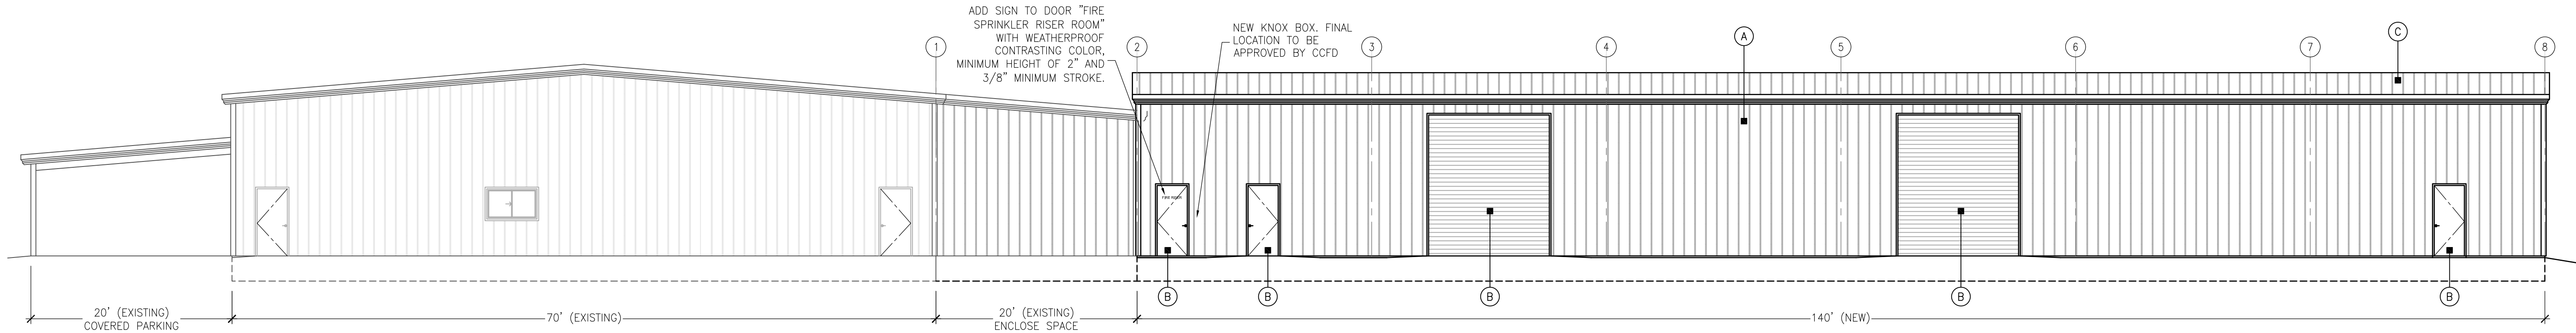 ADD SIGN TO DOOR "FIRE
SPRINKLER RISER ROOM"
WITH WEATHERPROOF
CONTRASTING COLOR,
MINIMUM HEIGHT OF 2" AND
3/8" MINIMUM STROKE.
NEW KNOX BOX. FINAL
LOCATION TO BE
APPROVED BY CCFD
1
2
3
4
A
5
6
7
C
8
FIRE RISER
B
B
B
B
B
20' (EXISTING)
COVERED PARKING
70' (EXISTING)
20' (EXISTING)
ENCLOSE SPACE
140' (NEW)